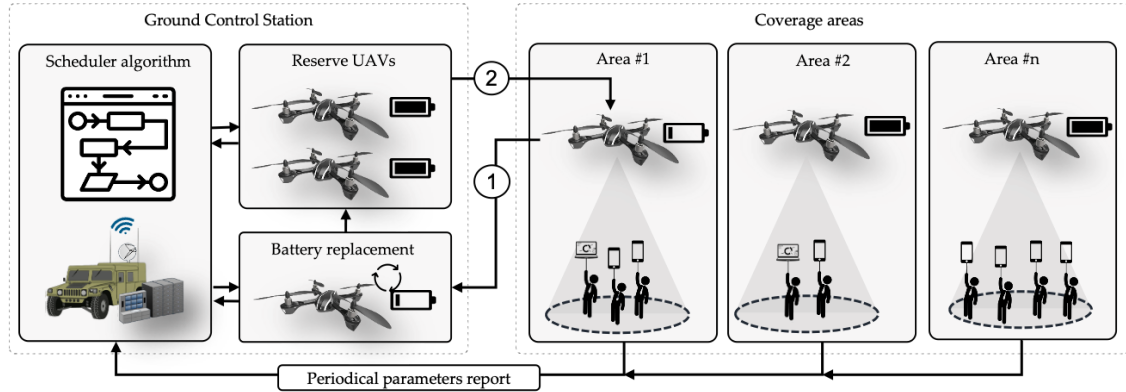 Ground Control Station
Coverage areas
Scheduler algorithm
Reserve UAVs
Area #1
Area #2
Area #n
2
1
Battery replacement
Periodical parameters report